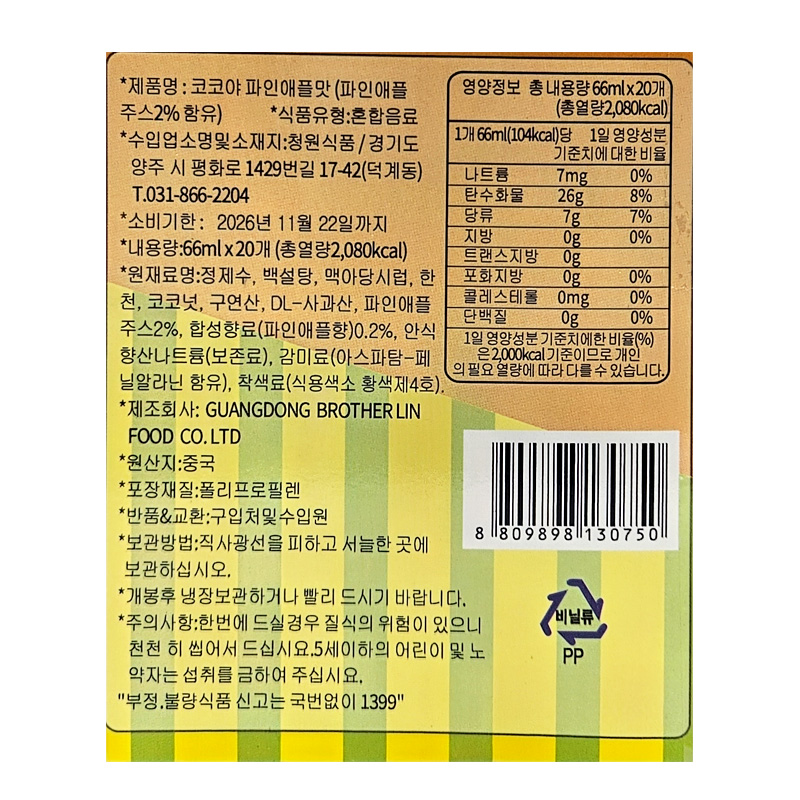 *제품명 : 코코야 파인애플맛 (파인애플
주스2% 함유) *식품유형:혼합음료
*수입업소명및소재지:청원식품 / 경기도
양주 시 평화로 1429번길 17-42(덕계동)
T.031-866-2204
*소비기한 : 2026년 11월 22일까지
*내용량:66ml x 20개 (총열량2,080kcal)
*원재료명:정제수, 백설탕, 맥아당시럽, 한
천, 코코넛, 구연산, DL-사과산, 파인애플
주스2%, 합성향료(파인애플향)0.2%, 안식
향산나트륨(보존료), 감미료(아스파탐-페
닐알라닌 함유), 착색료(식용색소 황색제4호).
*제조회사: GUANGDONG BROTHER LIN
FOOD CO. LTD
*원산지:중국
*포장재질:폴리프로필렌
*반품&교환:구입처및수입원
*보관방법:직사광선을 피하고 서늘한 곳에
보관하십시오.
*개봉후 냉장보관하거나 빨리 드시기 바랍니다.
*주의사항:한번에 드실경우 질식의 위험이 있으니
천천 히 씹어서 드십시요.5세이하의 어린이 및 노
약자는 섭취를 금하여 주십시요.
"부정.불량식품 신고는 국번없이 1399"
영양정보 총 내용량 66ml x 20개
(총열량2,080kcal)
1개 66ml(104kcal)당 1일 영양성분
기준치에 대한 비율
나트륨 7mg 0%
탄수화물 26g 8%
당류 7g 7%
지방 0g 0%
트랜스지방 0g
포화지방 0g 0%
콜레스테롤 0mg 0%
단백질 0g 0%
1일 영양성분 기준치에한 비율(%)
은 2,000kcal 기준이므로 개인
의 필요 열량에 따라 다를 수 있습니다.
8 809898 130750
비닐류
PP